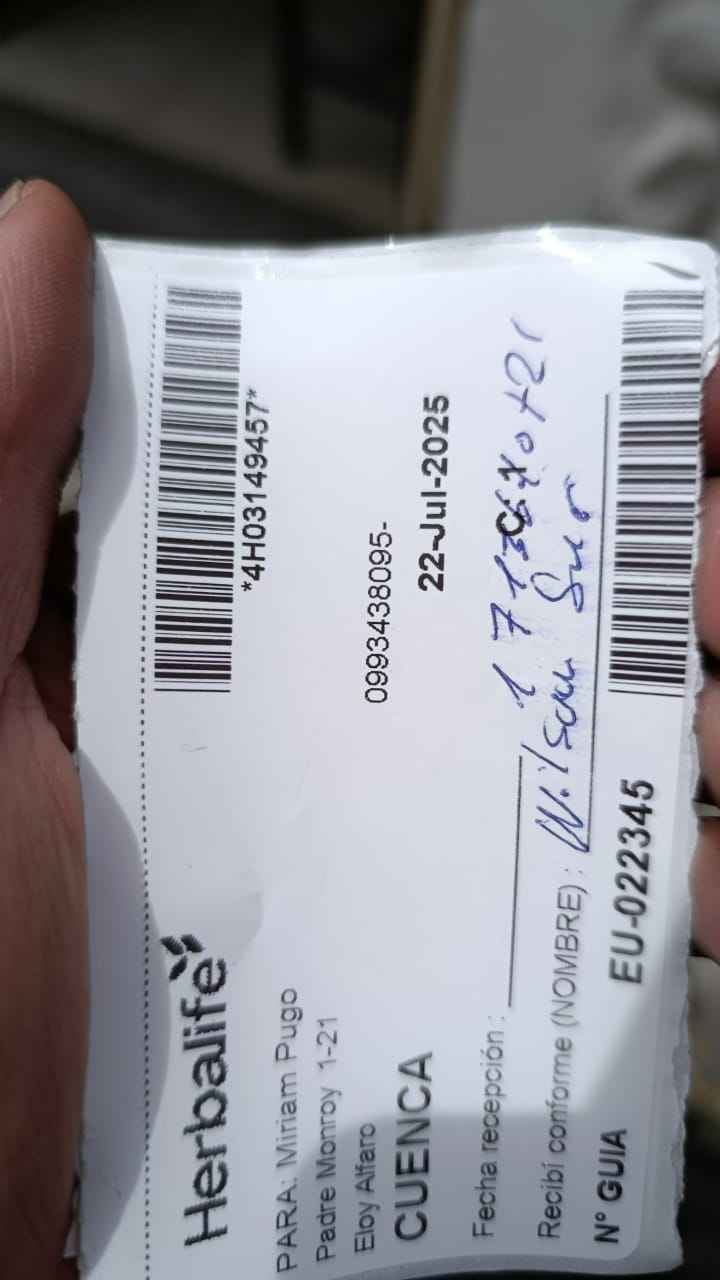 Herbalife
*4H03149457*
PARA: Miriam Pugo
Padre Monroy 1-21
Eloy Alfaro
0993438095-
CUENCA
22-Jul-2025
Fecha recepción :
C.
Recibí conforme (NOMBRE) : Wilson
N° GUIA
EU-022345